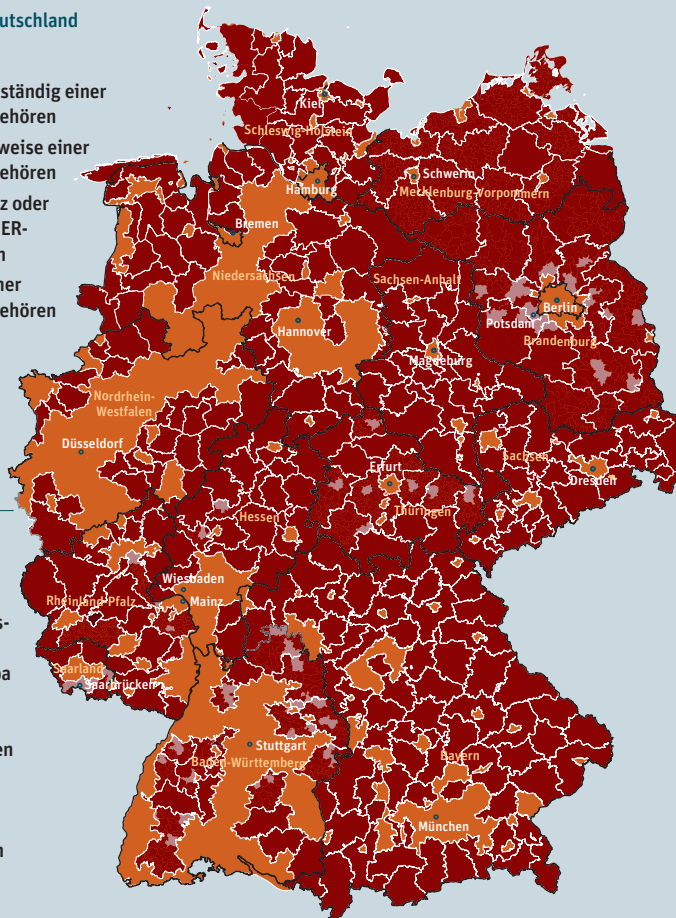 utschland
ständig einer
ehören
weise einer
ehören
z oder
ER-
n
ner
ehören
s-
oa
en
n
Kiel
Schleswig-Holstein
Schwerin
Mecklenburg-Vorpommern
Hamburg
Bremen
Niedersachsen
Sachsen-Anhalt
Berlin
Potsdam
Brandenburg
Hannover
Magdeburg
Nordrhein-
Westfalen
Düsseldorf
Sachsen
Erfurt
Dresden
Thüringen
Hessen
Wiesbaden
Mainz
Rheinland-Pfalz
Saarland
Saarbrücken
Stuttgart
Baden-Württemberg
Bayern
München